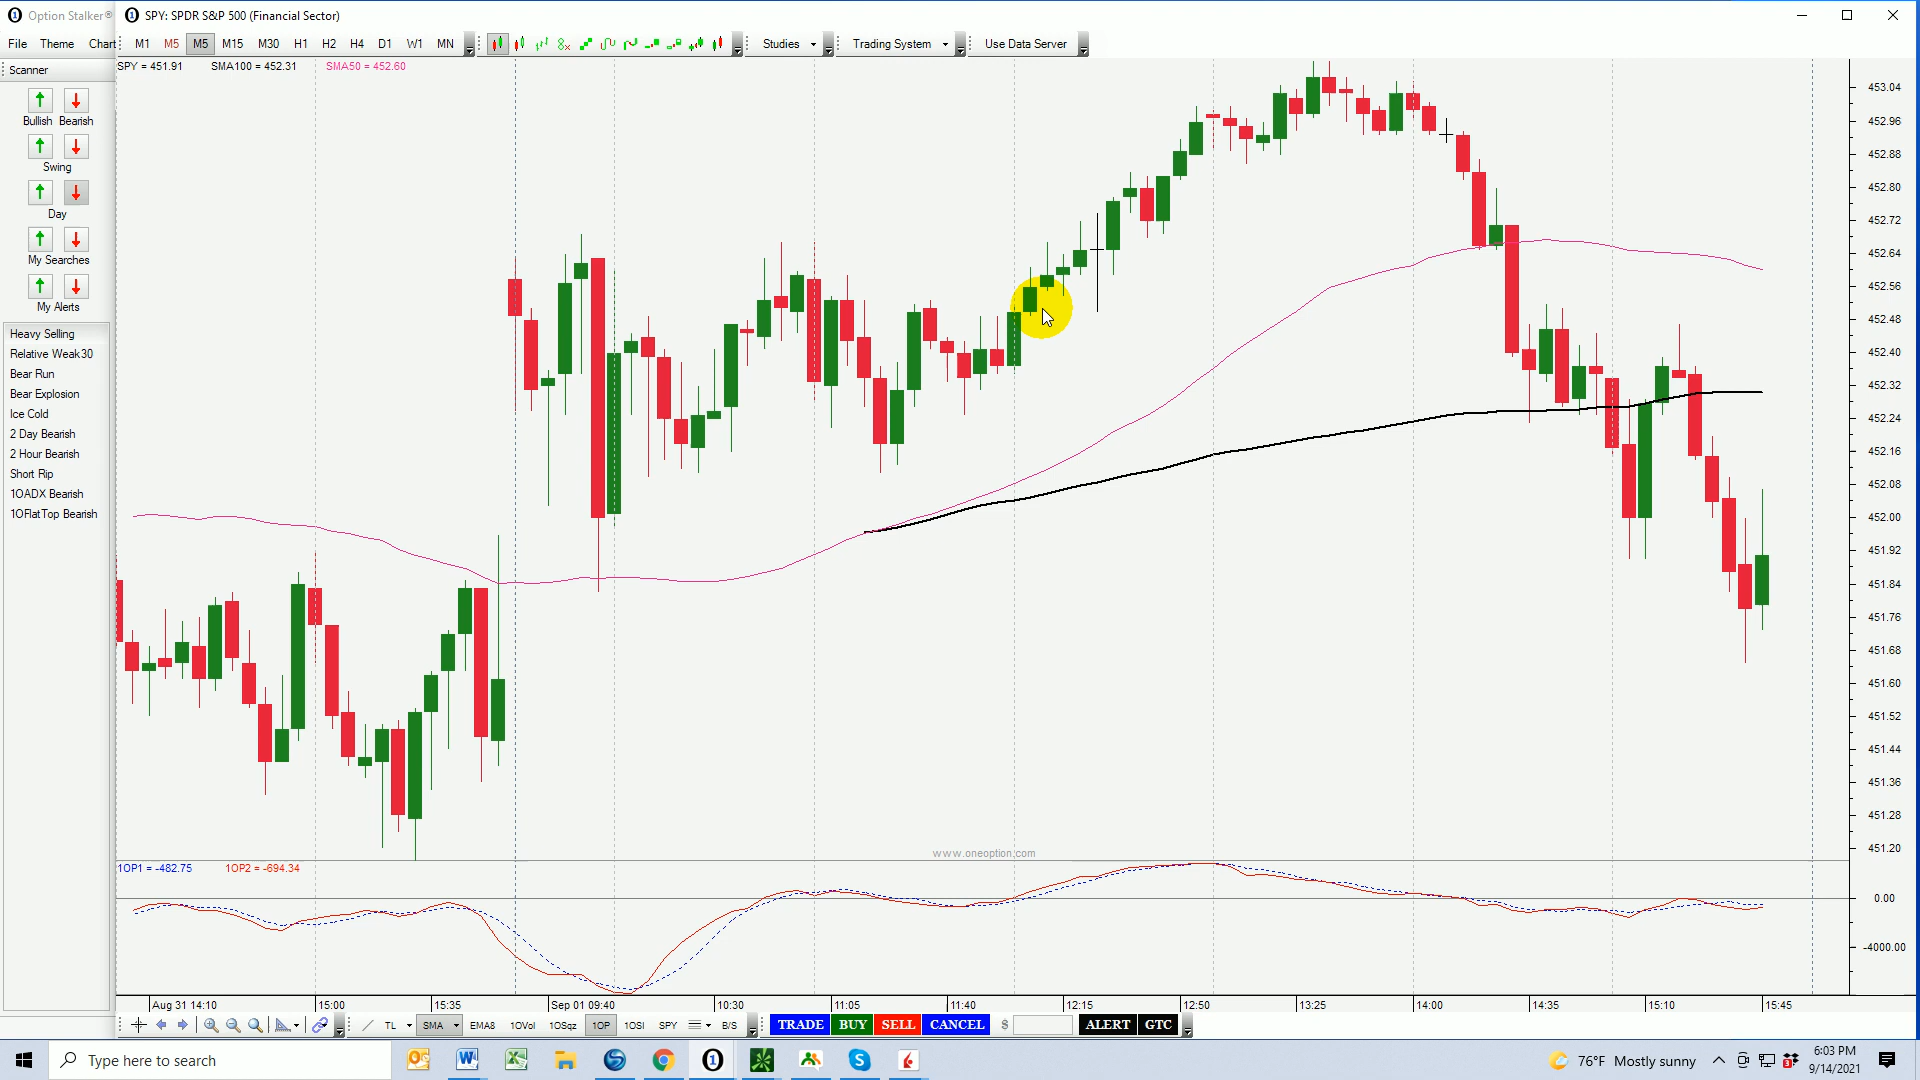 Option Stalker®
SPY: SPDR S&P 500 (Financial Sector)
File Theme Chart
M1 M5 M5 M15 M30 H1 H2 H4 D1 W1 MN
Studies Trading System Use Data Server
Scanner
SPY = 451.91 SMA100 = 452.31 SMA50 = 452.60
Bullish Bearish
Swing
Day
My Searches
My Alerts
Heavy Selling
Relative Weak30
Bear Run
Bear Explosion
Ice Cold
2 Day Bearish
2 Hour Bearish
Short Rip
1OADX Bearish
1OFlatTop Bearish
453.04
452.96
452.88
452.80
452.72
452.64
452.56
452.48
452.40
452.32
452.24
452.16
452.08
452.00
451.92
451.84
451.76
451.68
451.60
451.52
451.44
451.36
451.28
451.20
www.oneoption.com
1OP1 = -482.75 1OP2 = -694.34
0.00
-4000.00
Aug 31 14:10 15:00 15:35 Sep 01 09:40 10:30 11:05 11:40 12:15 12:50 13:25 14:00 14:35 15:10 15:45
TL SMA EMA8 1OVol 1OSqz 1OP 1OSI SPY B/S TRADE BUY SELL CANCEL $ ALERT GTC
Type here to search
76°F Mostly sunny
6:03 PM
9/14/2021